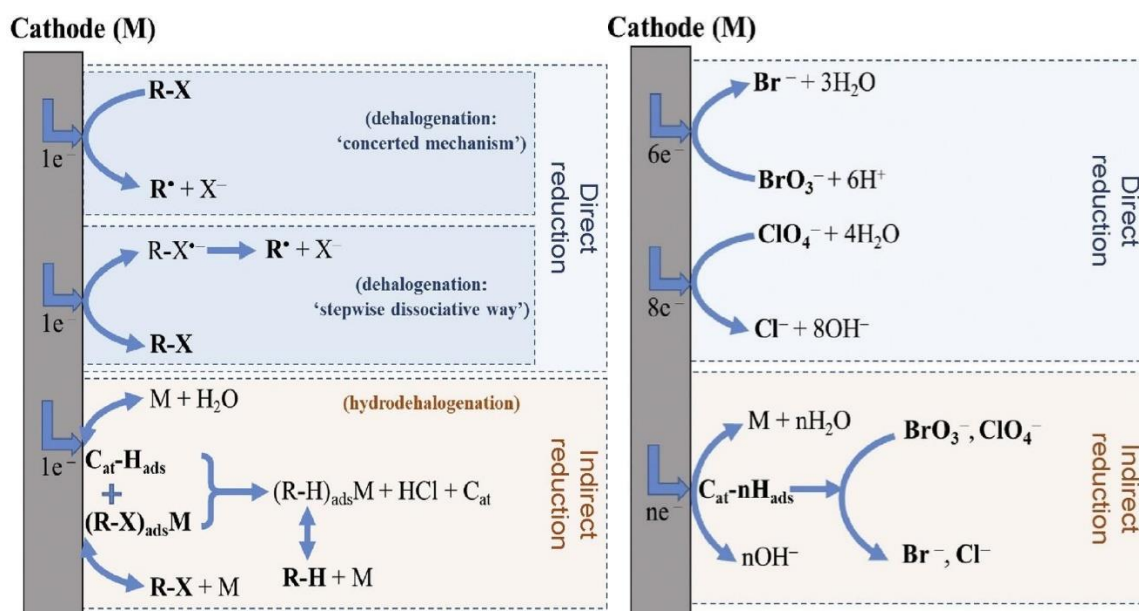 Cathode (M)
1e⁻
R-X
(dehalogenation:
‘concerted mechanism’)
R• + X⁻
1e⁻
R-X•⁻
R• + X⁻
(dehalogenation:
‘stepwise dissociative way’)
R-X
Direct
reduction
1e⁻
M + H₂O
(hydrodehalogenation)
Cat-Hads
+
(R-X)adsM
(R-H)adsM + HCl + Cat
R-H + M
R-X + M
Indirect
reduction
Cathode (M)
6e⁻
Br⁻ + 3H₂O
BrO₃⁻ + 6H⁺
8e⁻
ClO₄⁻ + 4H₂O
Cl⁻ + 8OH⁻
Direct
reduction
ne⁻
M + nH₂O
BrO₃⁻, ClO₄⁻
Cat-nHads
nOH⁻
Br⁻, Cl⁻
Indirect
reduction